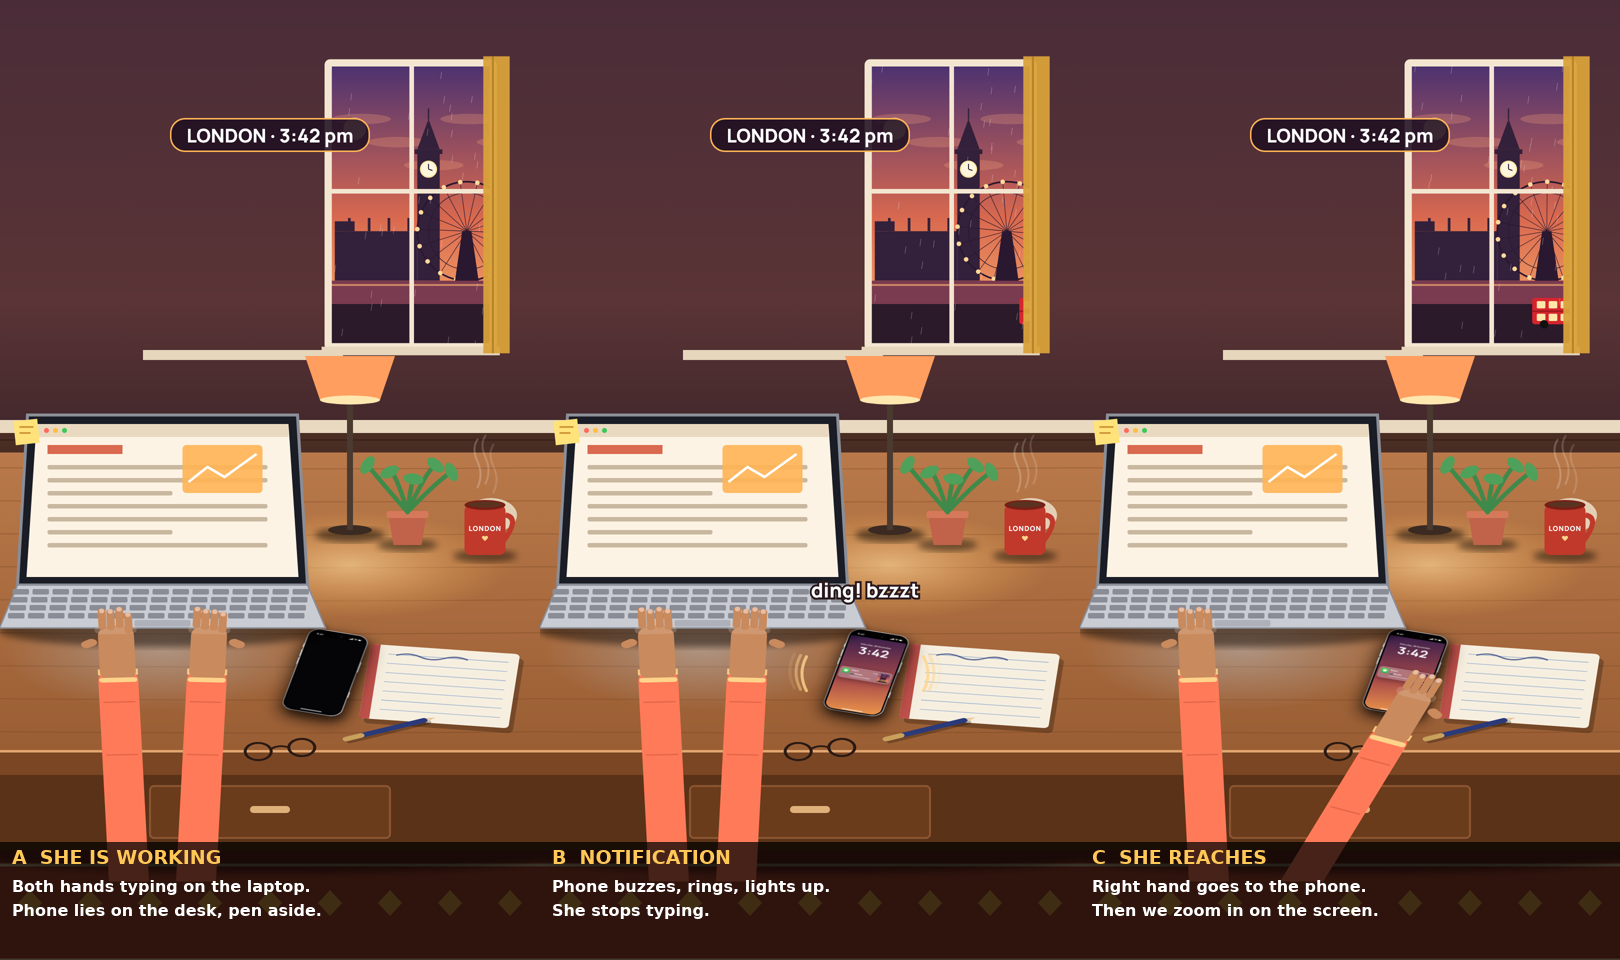 LONDON · 3:42 pm
LONDON · 3:42 pm
LONDON · 3:42 pm
LONDON
LONDON
LONDON
ding! bzzzt
3:42
3:42
A SHE IS WORKING
Both hands typing on the laptop.
Phone lies on the desk, pen aside.
B NOTIFICATION
Phone buzzes, rings, lights up.
She stops typing.
C SHE REACHES
Right hand goes to the phone.
Then we zoom in on the screen.